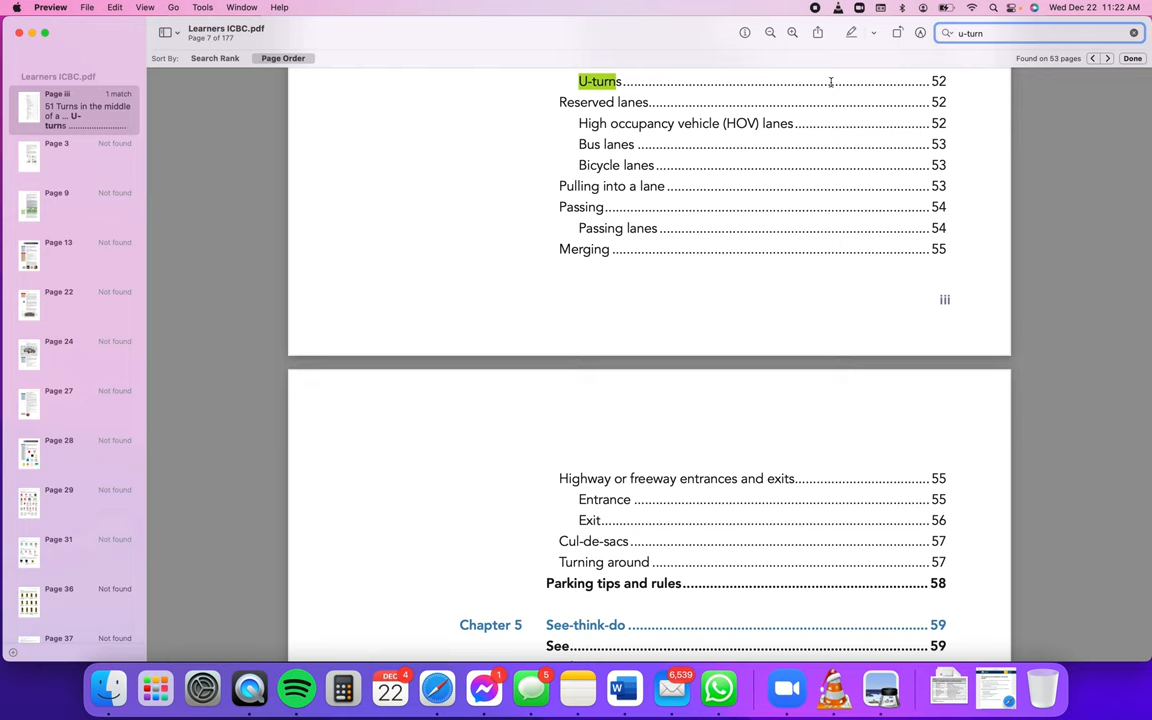 Preview File Edit View Go Tools Window Help Wed Dec 22 11:22 AM
Learners ICBC.pdf
Page 7 of 177
u-turn
Sort By: Search Rank Page Order Found on 53 pages Done
Learners ICBC.pdf
Page iii 1 match
51 Turns in the middle
of a ... U-
turns ........................
Page 3 Not found
Page 9 Not found
Page 13 Not found
Page 22 Not found
Page 24 Not found
Page 27 Not found
Page 28 Not found
Page 29 Not found
Page 31 Not found
Page 36 Not found
Page 37 Not found
U-turns.......................................................................... 52
Reserved lanes.................................................................... 52
High occupancy vehicle (HOV) lanes ................................. 52
Bus lanes ...................................................................... 53
Bicycle lanes .................................................................. 53
Pulling into a lane ................................................................ 53
Passing............................................................................. 54
Passing lanes ................................................................. 54
Merging ............................................................................ 55
iii
Highway or freeway entrances and exits................................. 55
Entrance ....................................................................... 55
Exit.............................................................................. 56
Cul-de-sacs ........................................................................ 57
Turning around ................................................................... 57
Parking tips and rules............................................................ 58
Chapter 5 See-think-do ............................................................ 59
See................................................................................... 59
DEC 4
22
1
5
6,539